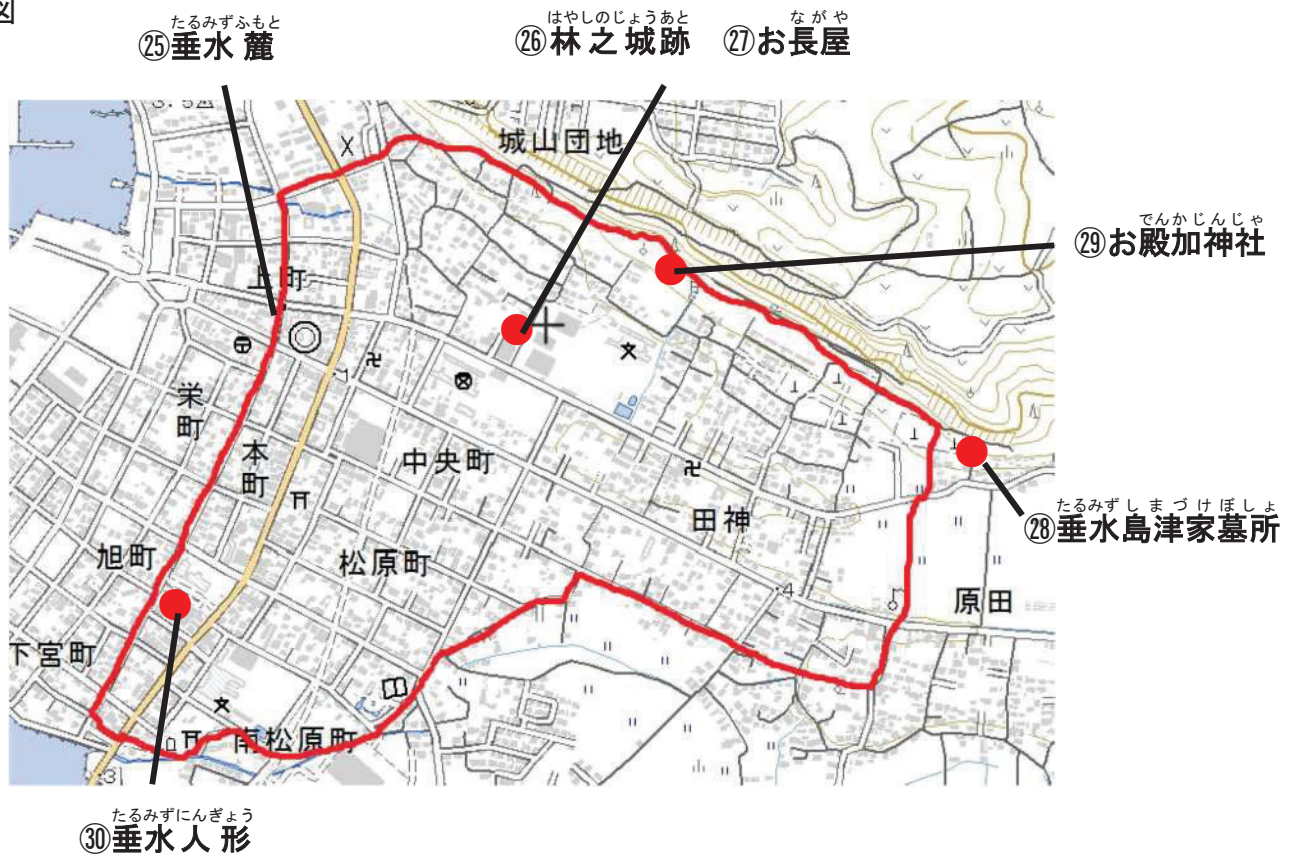 図
たるみずふもと
㉕垂水麓
はやしのじょうあと
㉖林之城跡
ながや
㉗お長屋
3.5
城山団地
でんかじんじゃ
㉙お殿加神社
上町
栄町
本町
中央町
田神
たるみずしまづけぼしょ
㉘垂水島津家墓所
旭町
松原町
・4
原田
下宮町
南松原町
3
たるみずにんぎょう
㉚垂水人形